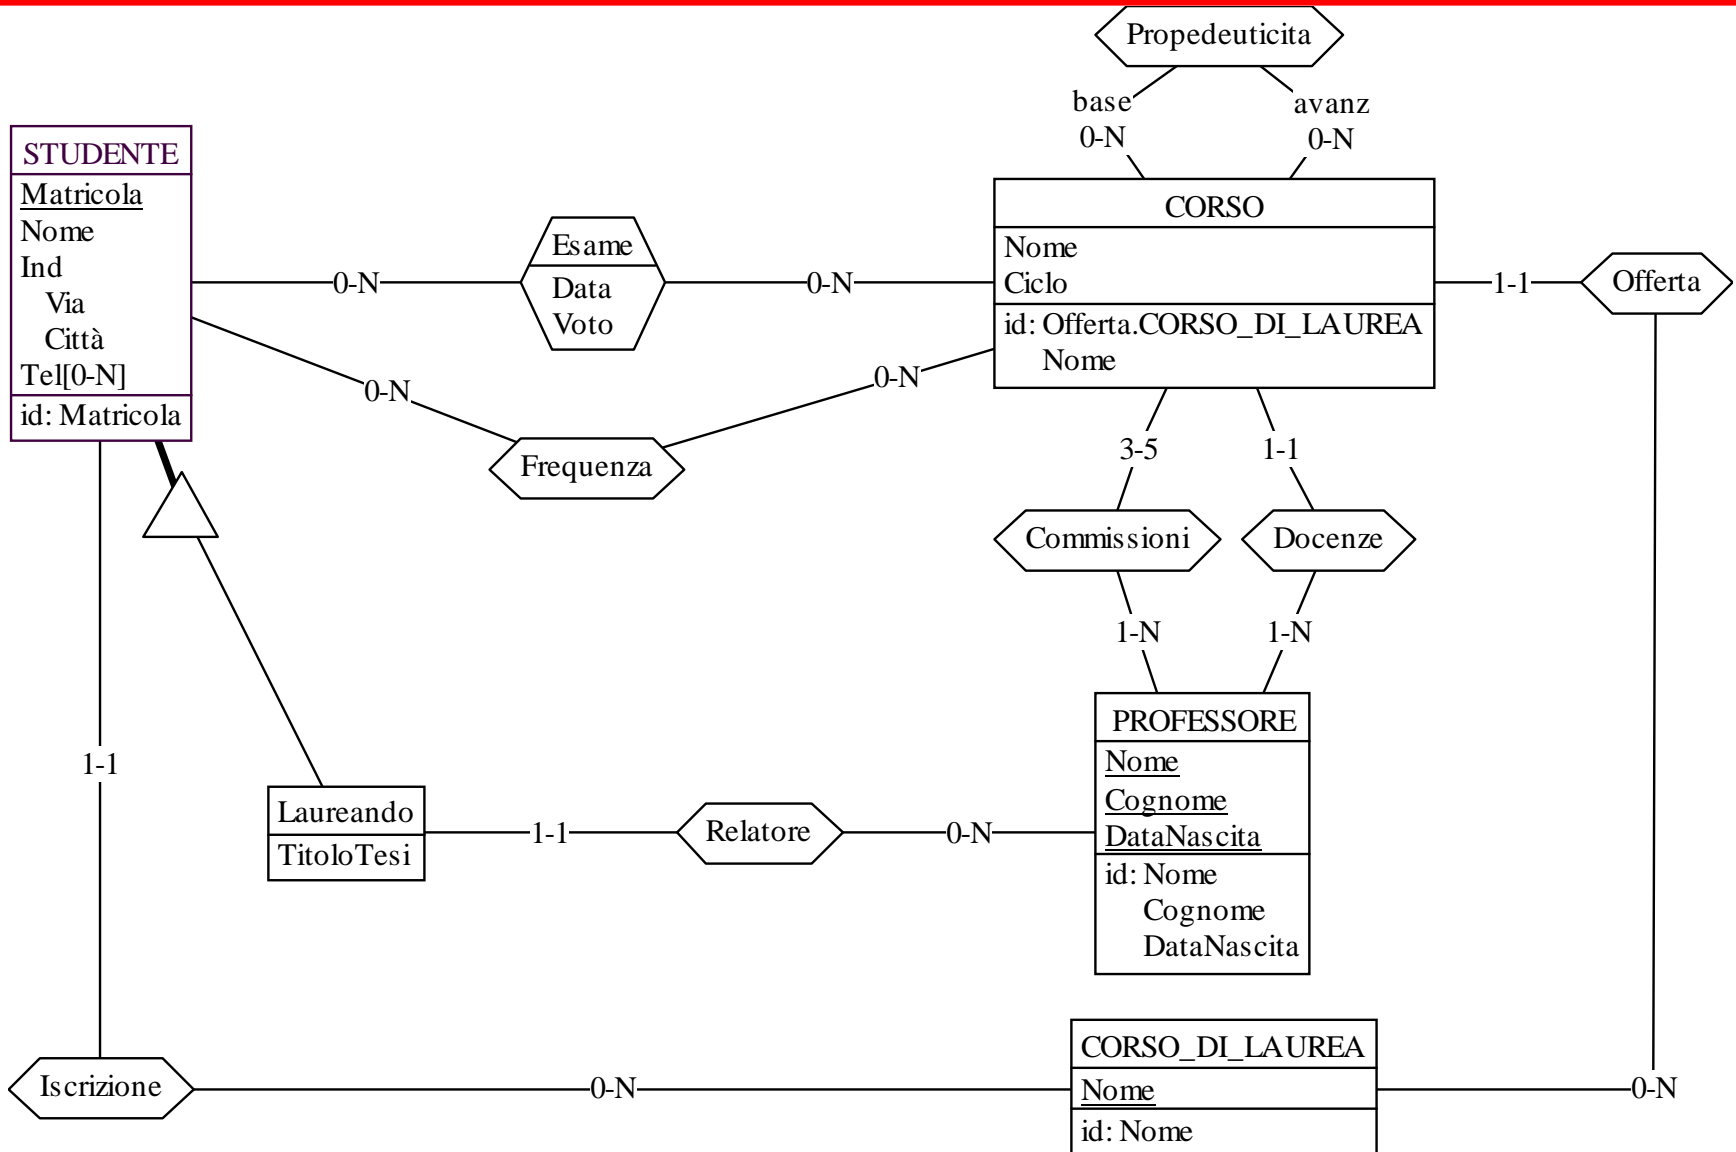 Propedeuticita
base
0-N
avanz
0-N
STUDENTE
Matricola
Nome
Ind
Via
Città
Tel[0-N]
id: Matricola
0-N
Esame
Data
Voto
0-N
CORSO
Nome
Ciclo
id: Offerta.CORSO_DI_LAUREA
Nome
1-1
Offerta
0-N
Frequenza
0-N
3-5
1-1
Commissioni
Docenze
1-N
1-N
PROFESSORE
Nome
Cognome
DataNascita
id: Nome
Cognome
DataNascita
1-1
Laureando
TitoloTesi
1-1
Relatore
0-N
Iscrizione
0-N
CORSO_DI_LAUREA
Nome
id: Nome
0-N